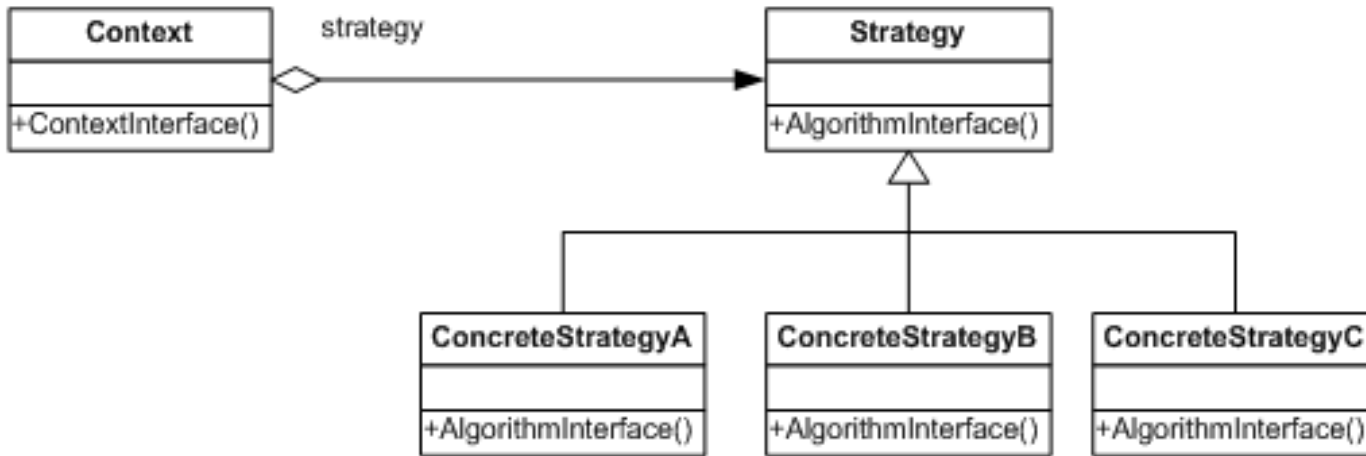 Context
strategy
Strategy
+ContextInterface()
+AlgorithmInterface()
ConcreteStrategyA
ConcreteStrategyB
ConcreteStrategyC
+AlgorithmInterface()
+AlgorithmInterface()
+AlgorithmInterface()